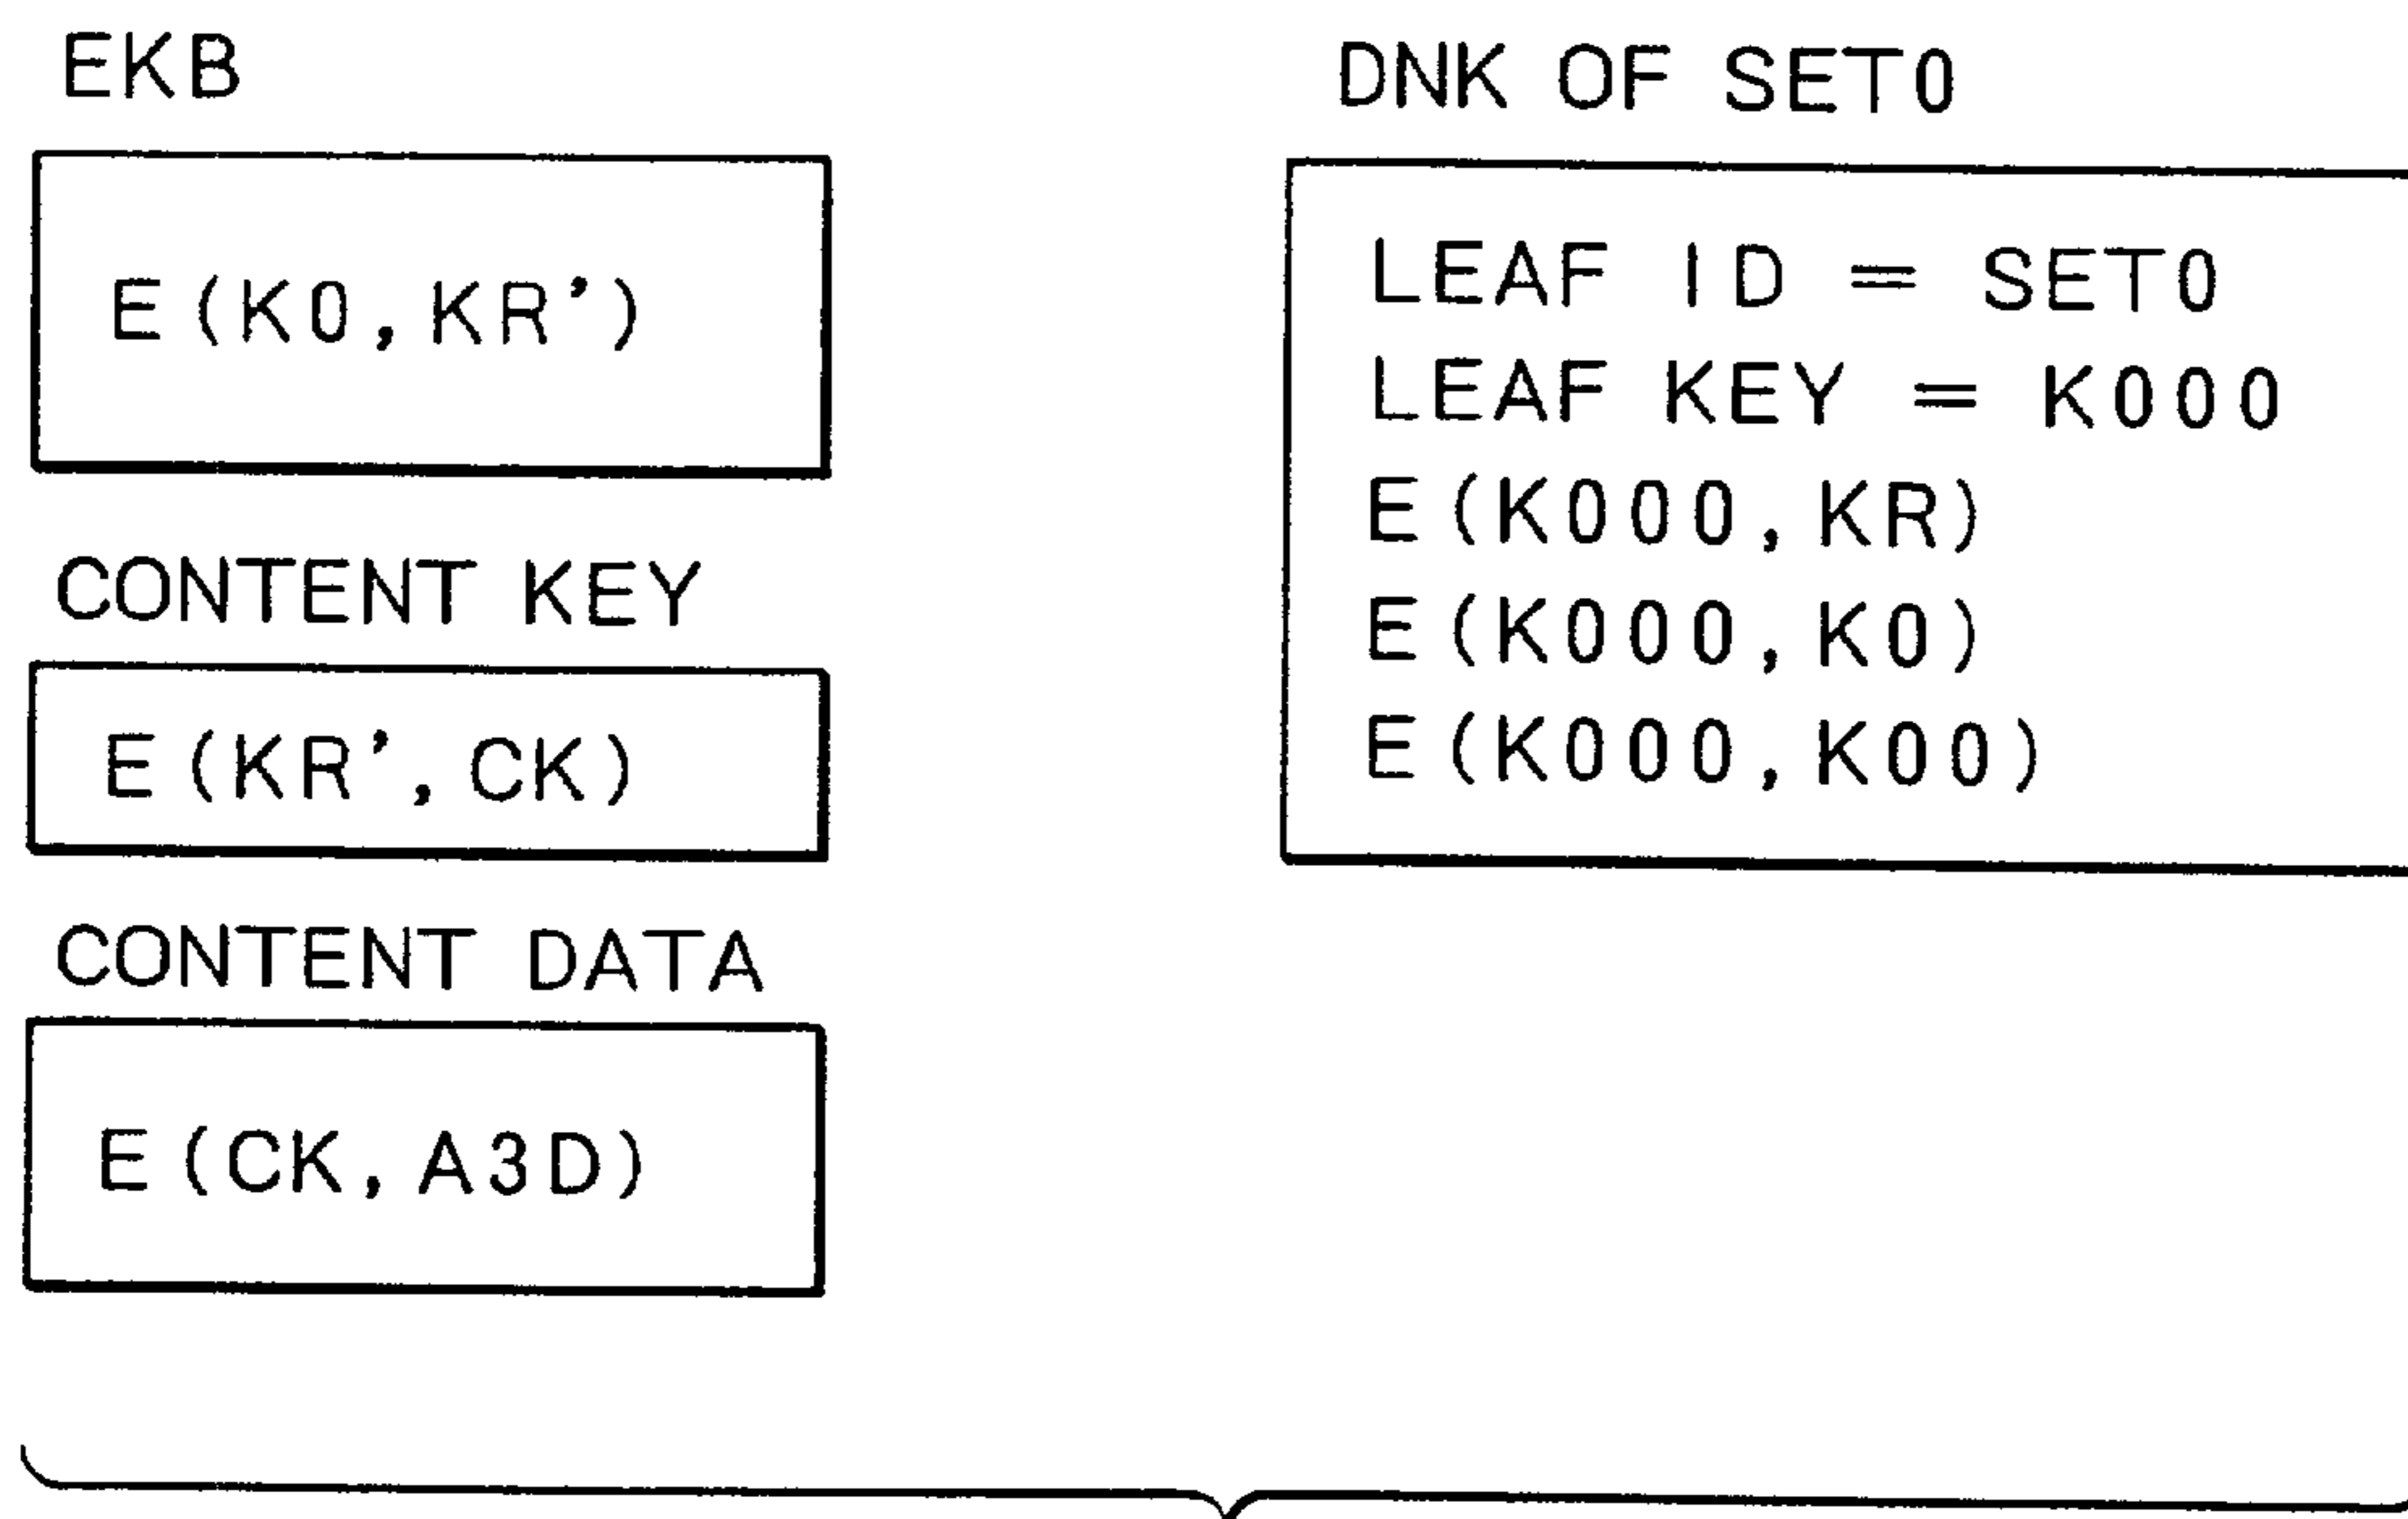 EKB
E(K0,KR')
CONTENT KEY
E(KR',CK)
CONTENT DATA
E(CK,A3D)
DNK OF SET0
LEAF ID = SET0
LEAF KEY = K000
E(K000,KR)
E(K000,K0)
E(K000,K00)